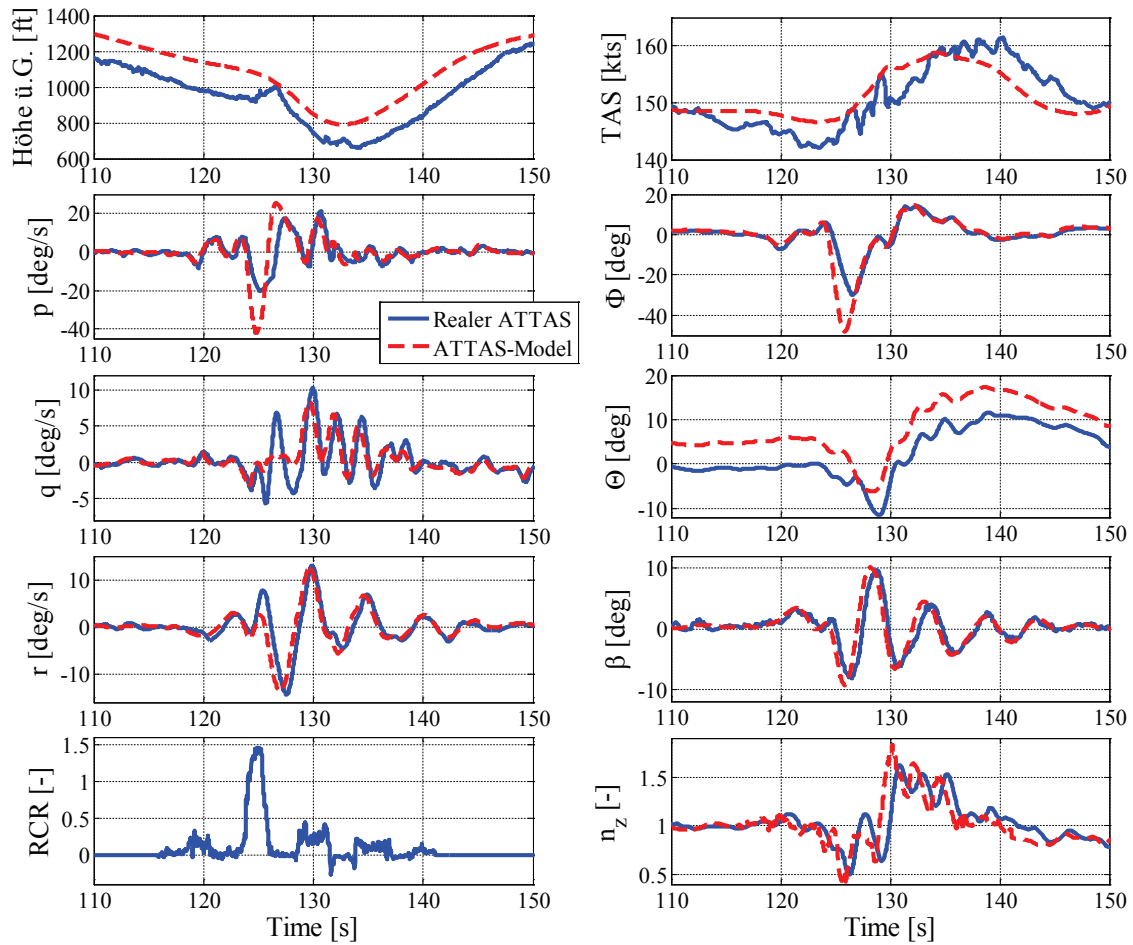 Höhe ü.G. [ft]
1400
1200
1000
800
600
110 120 130 140 150
TAS [kts]
160
150
140
110 120 130 140 150
p [deg/s]
20
0
-20
-40
110 120 130 140 150
Realer ATTAS
ATTAS-Model
Φ [deg]
20
0
-20
-40
110 120 130 140 150
q [deg/s]
10
5
0
-5
110 120 130 140 150
Θ [deg]
20
10
0
-10
110 120 130 140 150
r [deg/s]
10
0
-10
110 120 130 140 150
β [deg]
10
0
-10
110 120 130 140 150
RCR [-]
1.5
1
0.5
0
110 120 130 140 150
Time [s]
n_z [-]
1.5
1
0.5
110 120 130 140 150
Time [s]